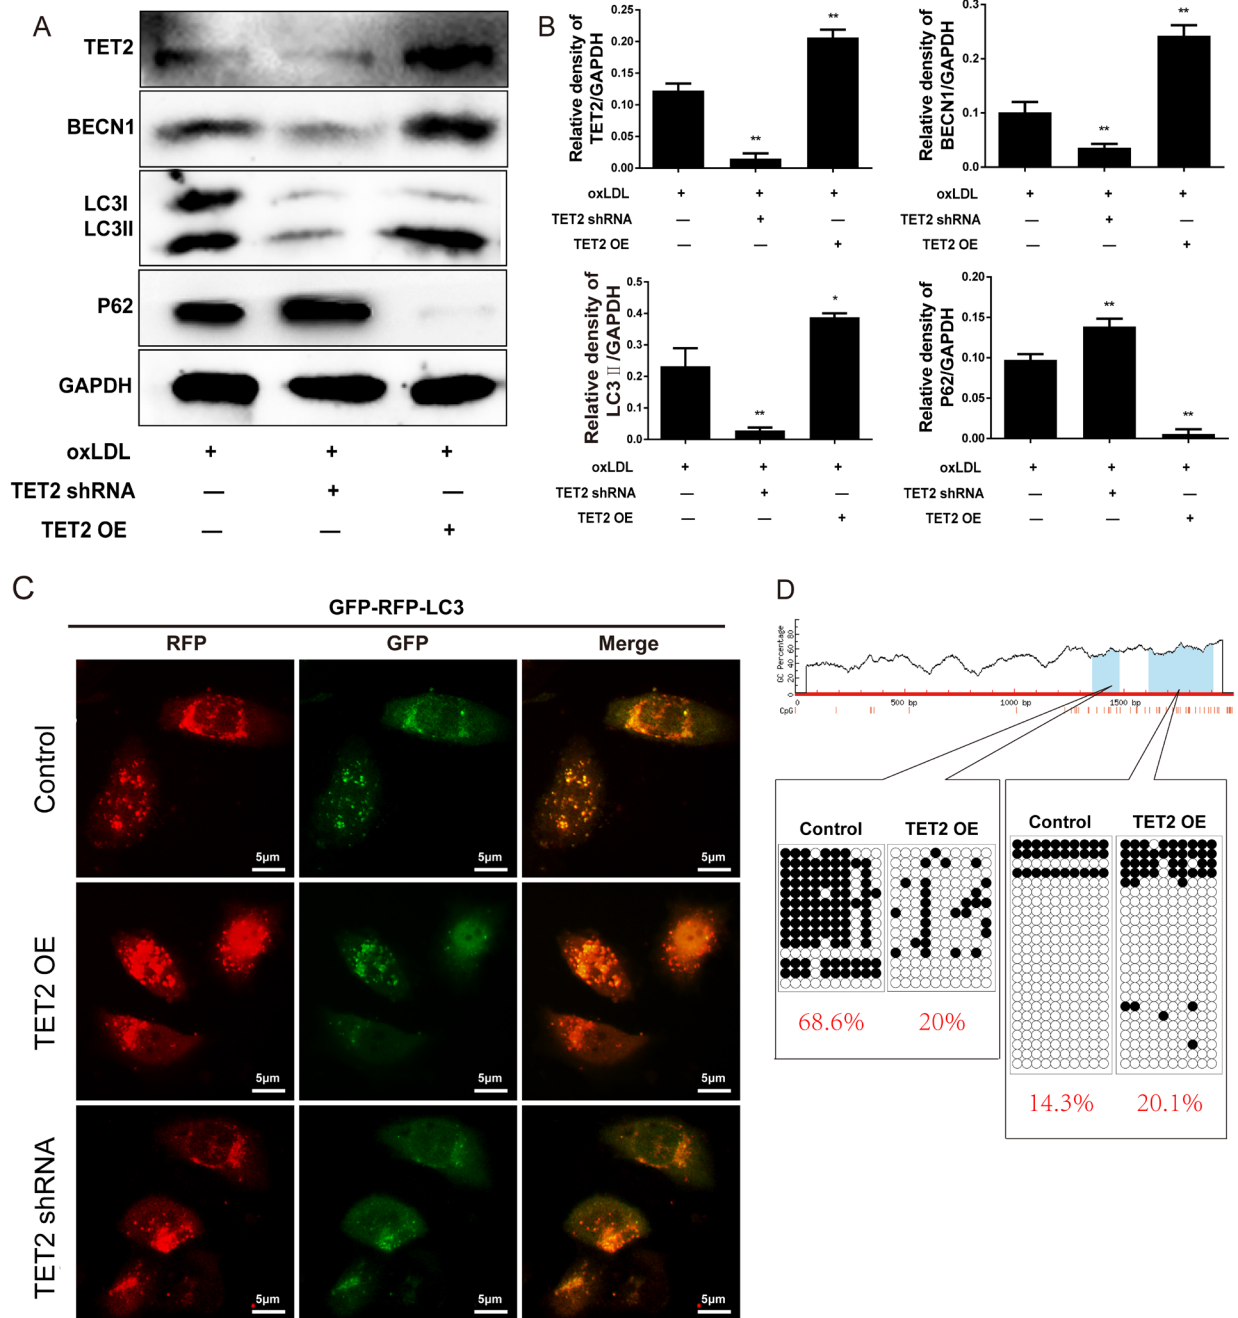 A
TET2
BECN1
LC3I
LC3II
P62
GAPDH
oxLDL + + +
TET2 shRNA — + —
TET2 OE — — +
B
Relative density of
TET2/GAPDH
0.25
0.20
0.15
0.10
0.05
0.00
**
**
oxLDL + + +
TET2 shRNA — + —
TET2 OE — — +
Relative density of
BECN1/GAPDH
0.3
0.2
0.1
0.0
**
**
oxLDL + + +
TET2 shRNA — + —
TET2 OE — — +
Relative density of
LC3Ⅱ/GAPDH
0.5
0.4
0.3
0.2
0.1
0.0
**
*
oxLDL + + +
TET2 shRNA — + —
TET2 OE — — +
Relative density of
P62/GAPDH
0.20
0.15
0.10
0.05
0.00
**
**
oxLDL + + +
TET2 shRNA — + —
TET2 OE — — +
C
GFP-RFP-LC3
RFP GFP Merge
Control
5μm 5μm 5μm
TET2 OE
5μm 5μm 5μm
TET2 shRNA
5μm 5μm 5μm
D
GC Percentage
80
60
40
20
0
0 500 bp 1000 bp 1500 bp
CpG
Control TET2 OE
68.6% 20%
Control TET2 OE
14.3% 20.1%